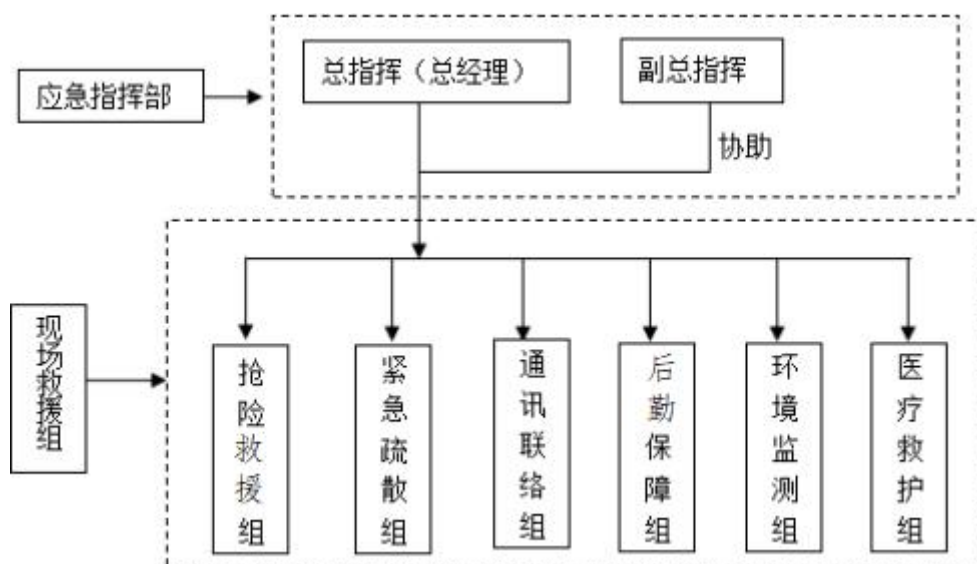 总指挥（总经理）
副总指挥
应急指挥部
协助
现场救援组
抢险救援组
紧急疏散组
通讯联络组
后勤保障组
环境监测组
医疗救护组